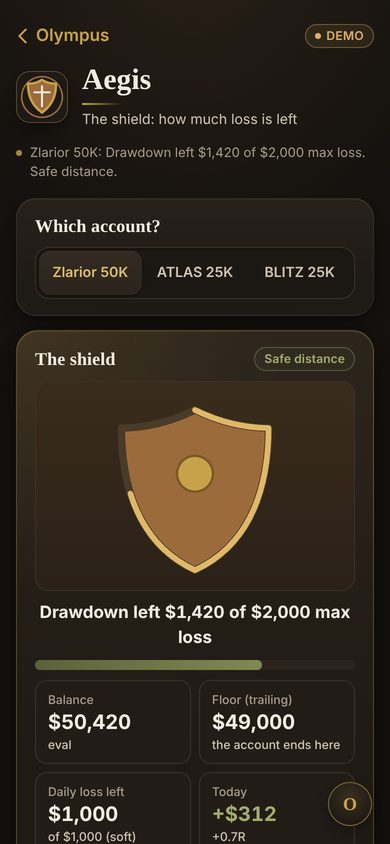 Olympus
DEMO
Aegis
The shield: how much loss is left
Zlarior 50K: Drawdown left $1,420 of $2,000 max loss.
Safe distance.
Which account?
Zlarior 50K
ATLAS 25K
BLITZ 25K
The shield
Safe distance
Drawdown left $1,420 of $2,000 max
loss
Balance
$50,420
eval
Floor (trailing)
$49,000
the account ends here
Daily loss left
$1,000
of $1,000 (soft)
Today
+$312
+0.7R
O